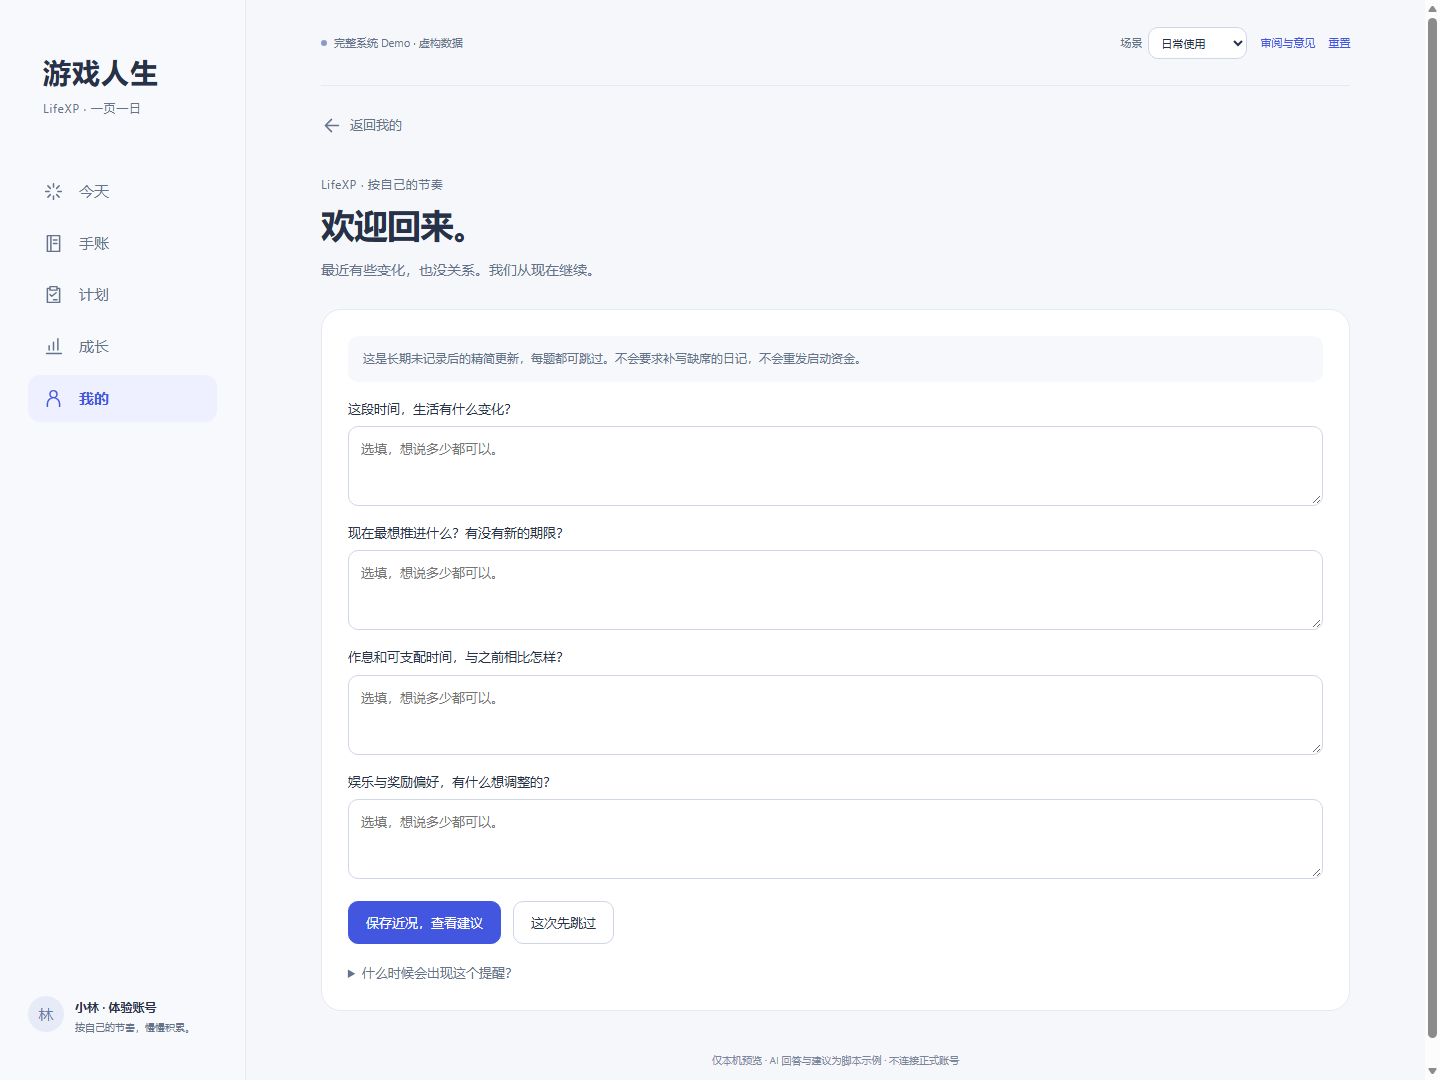 游戏人生
LifeXP · 一页一日
今天
手账
计划
成长
我的
林
小林 · 体验账号
按自己的节奏，慢慢积累。
完整系统 Demo · 虚构数据
场景
日常使用
审阅与意见
重置
返回我的
LifeXP · 按自己的节奏
欢迎回来。
最近有些变化，也没关系。我们从现在继续。
这是长期未记录后的精简更新，每题都可跳过。不会要求补写缺席的日记，不会重发启动资金。
这段时间，生活有什么变化？
选填，想说多少都可以。
现在最想推进什么？有没有新的期限？
选填，想说多少都可以。
作息和可支配时间，与之前相比怎样？
选填，想说多少都可以。
娱乐与奖励偏好，有什么想调整的？
选填，想说多少都可以。
保存近况，查看建议
这次先跳过
什么时候会出现这个提醒？
仅本机预览 · AI 回答与建议为脚本示例 · 不连接正式账号